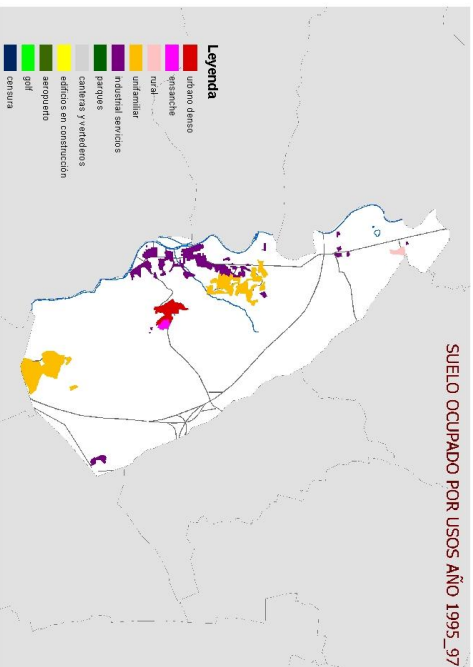 SUELO OCUPADO POR USOS AÑO 1995_97
Leyenda
urbano denso
ensanche
rural
unifamiliar
industrial servicios
parques
canteras y vertederos
edificios en construcción
aeropuerto
golf
censura